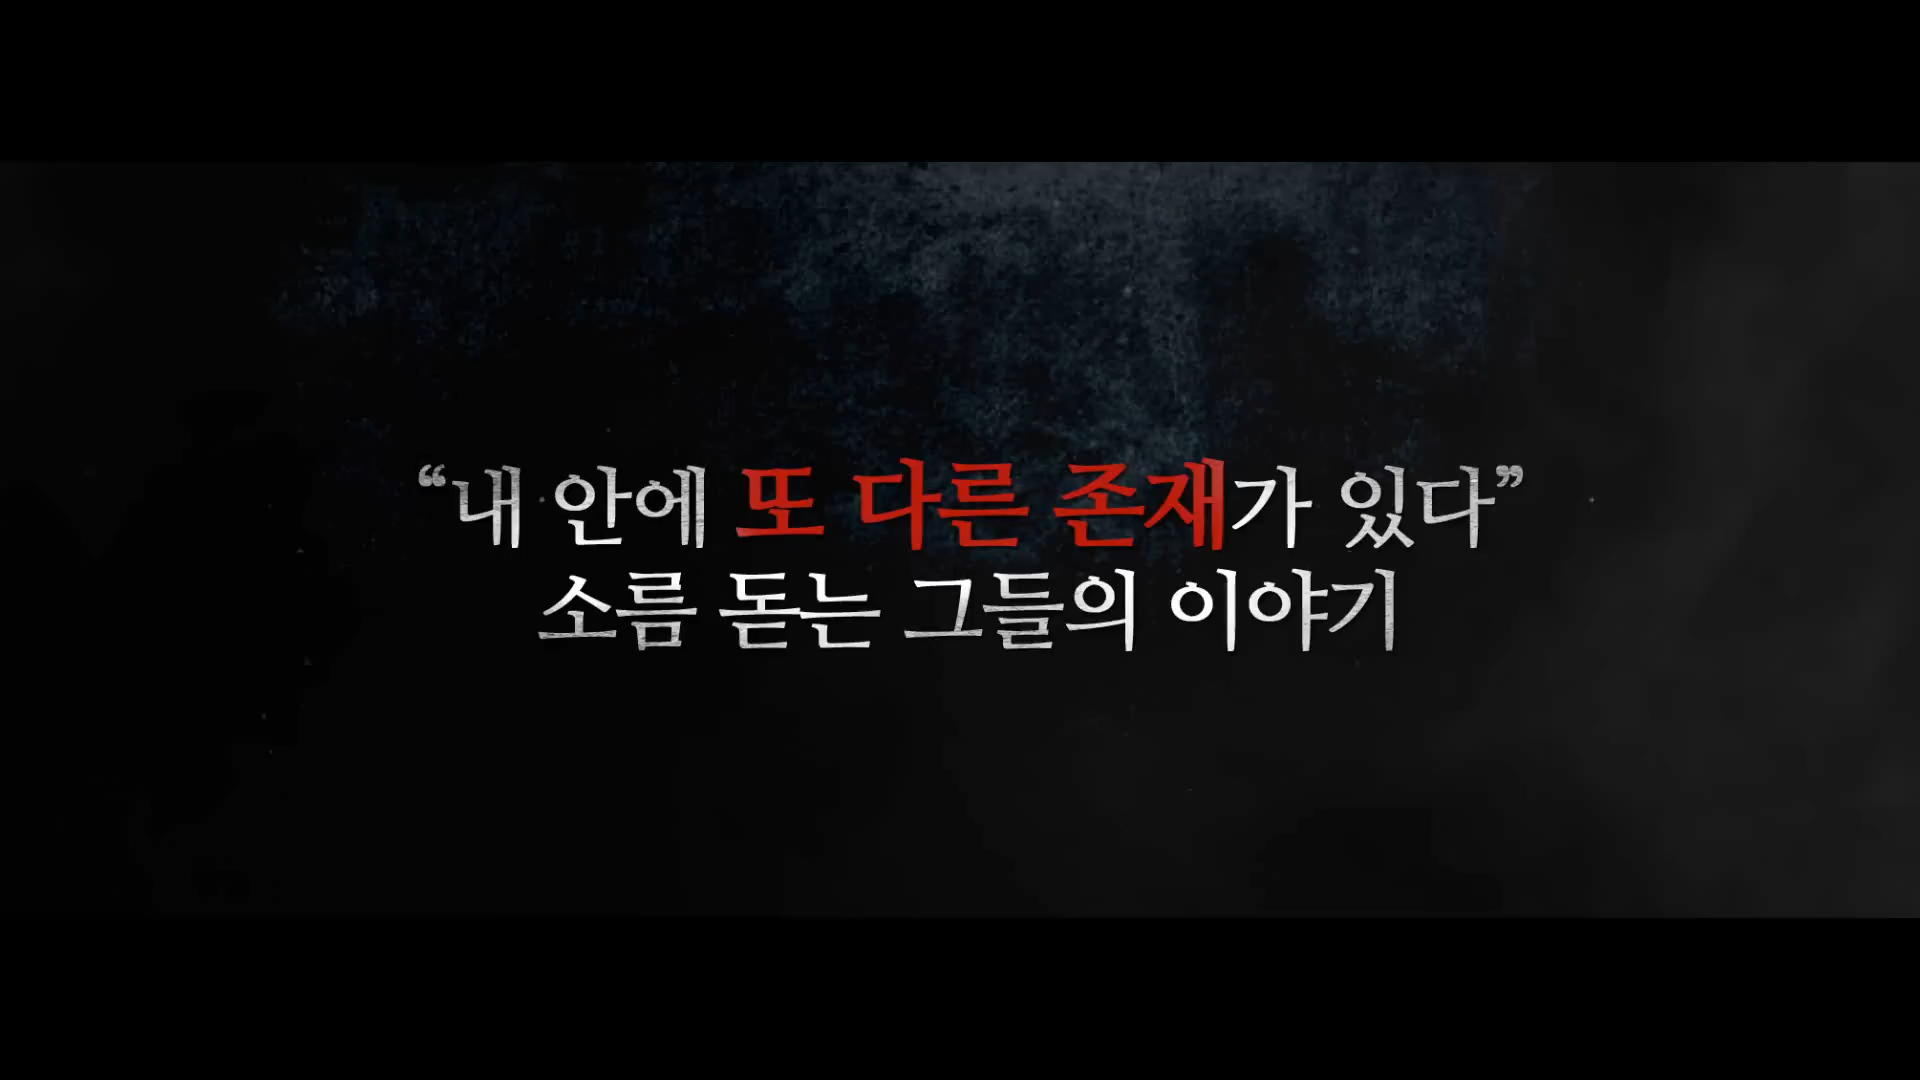 “내 안에 또 다른 존재가 있다”
소름 돋는 그들의 이야기